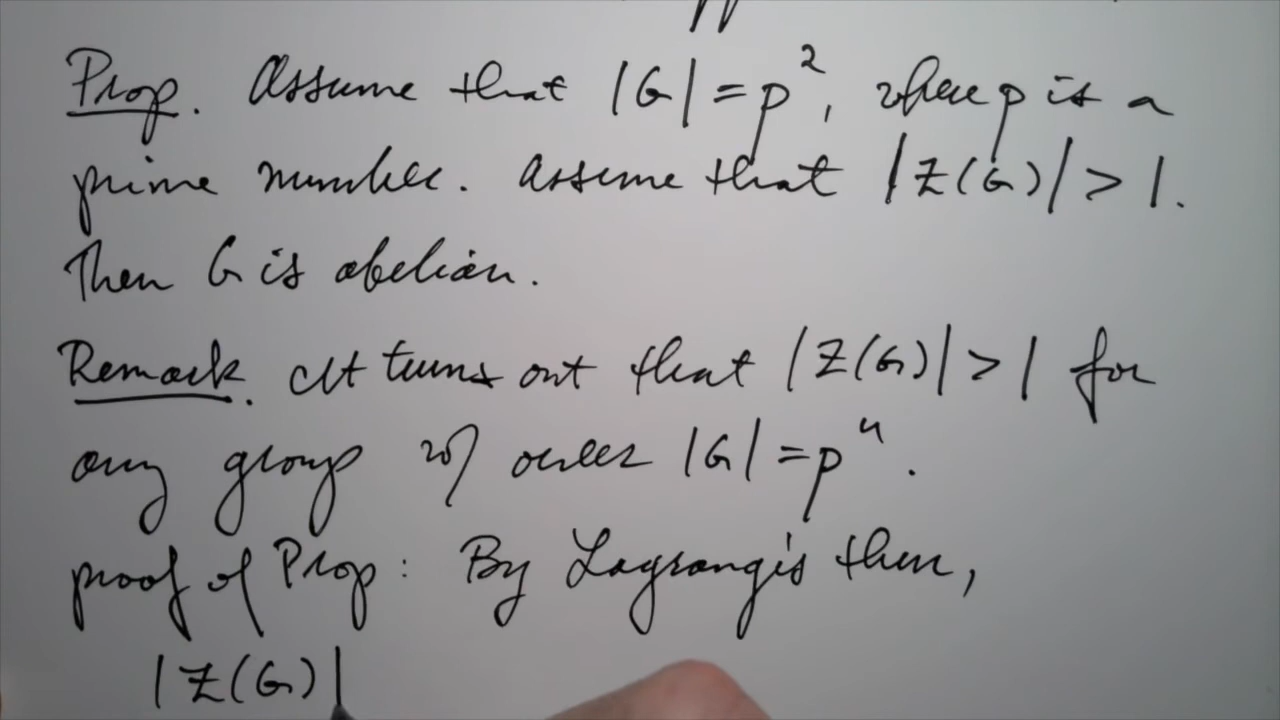 Prop. Assume that |G| = p², where p is a
prime number. Assume that |Z(G)| > 1.
Then G is abelian.
Remark. It turns out that |Z(G)| > 1 for
any group of order |G| = pⁿ.
proof of Prop: By Lagrang's thm,
|Z(G)|